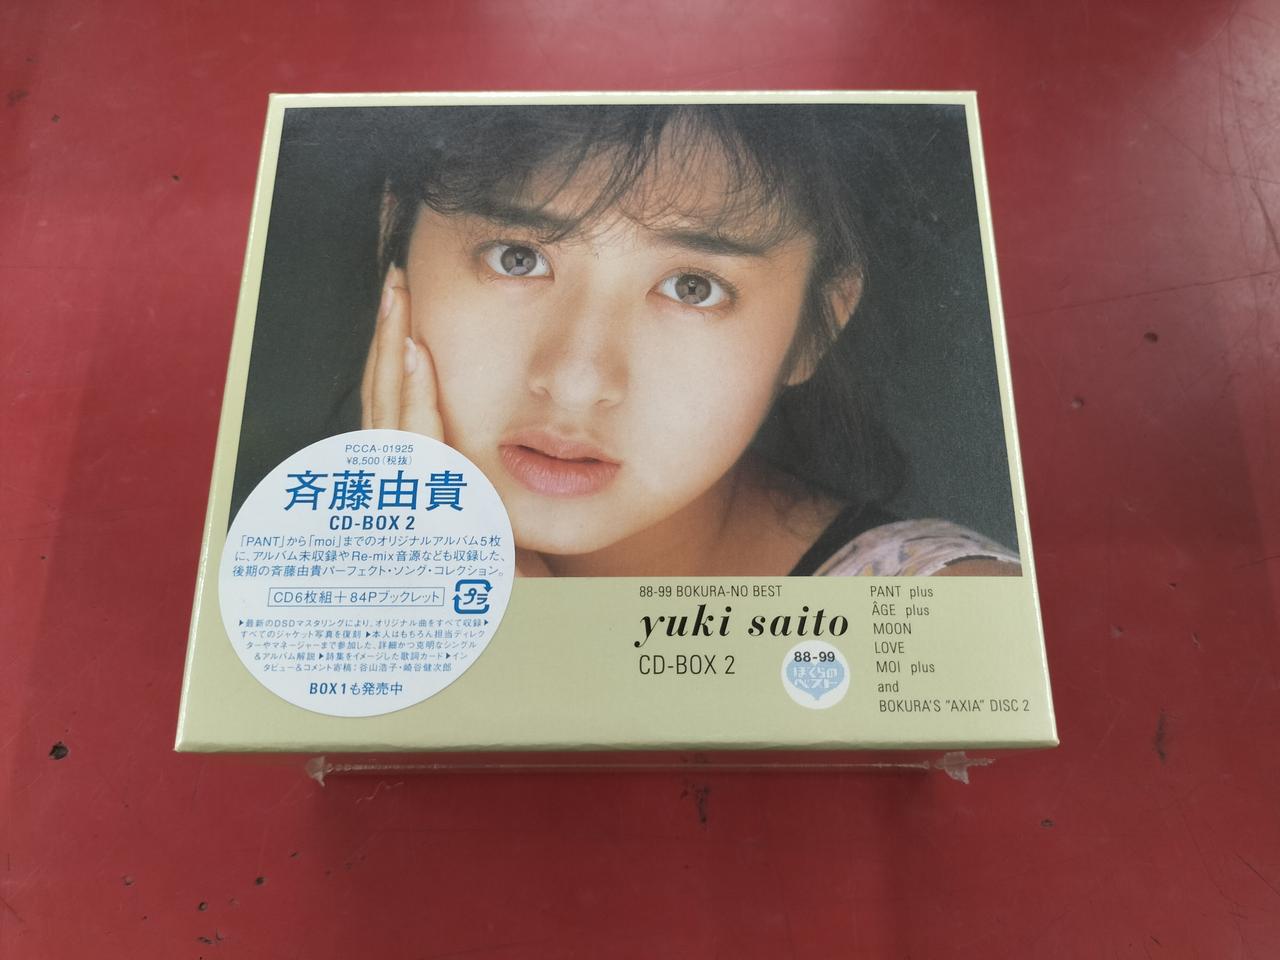 PCCA-01925
¥8,500(税抜)
斉藤由貴
CD-BOX 2
「PANT」から「moi」までのオリジナルアルバム5枚
に、アルバム未収録やRe-mix音源なども収録した、
後期の斉藤由貴パーフェクト・ソング・コレクション。
CD6枚組+84Pブックレット
プラ
▶最新のDSDマスタリングにより、オリジナル曲をすべて収録▶
すべてのジャケット写真を復刻 ▶本人はもちろん担当ディレク
ターやマネージャーまで参加した、詳細かつ克明なシングル
&アルバム解説 ▶詩集をイメージした歌詞カード▶イン
タビュー&コメント寄稿:谷山浩子・崎谷健次郎
BOX 1も発売中
88-99 BOKURA-NO BEST
yuki saito
CD-BOX 2
88-99
ぼくらの
ベスト
PANT plus
ÂGE plus
MOON
LOVE
MOI plus
and
BOKURA'S "AXIA" DISC 2